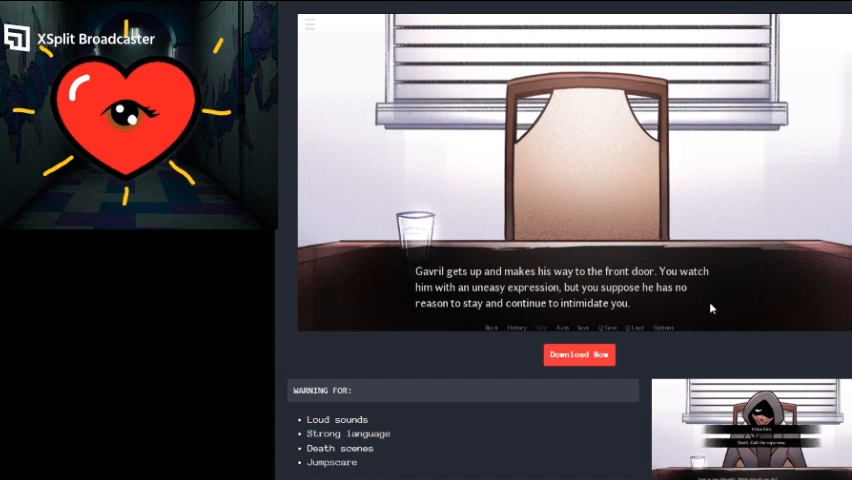 XSplit Broadcaster
Gavril gets up and makes his way to the front door. You watch
him with an uneasy expression, but you suppose he has no
reason to stay and continue to intimidate you.
Back History Skip Auto Save Q.Save Q.Load Options
Download Now
WARNING FOR:
• Loud sounds
• Strong language
• Death scenes
• Jumpscare